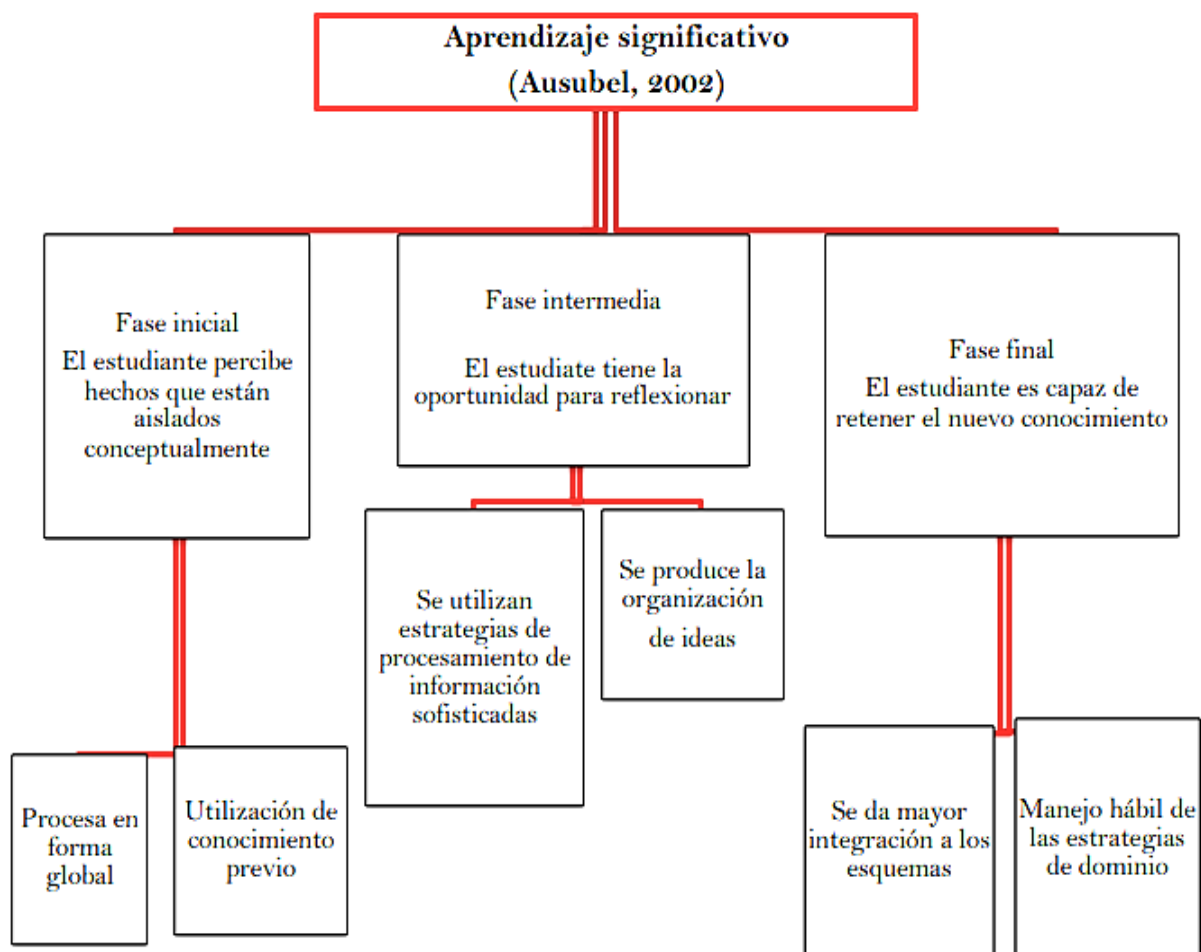 Aprendizaje significativo
(Ausubel, 2002)
Fase inicial
El estudiante percibe
hechos que están
aislados
conceptualmente
Fase intermedia
El estudiate tiene la
oportunidad para reflexionar
Fase final
El estudiante es capaz de
retener el nuevo conocimiento
Procesa en
forma
global
Utilización de
conocimiento
previo
Se utilizan
estrategias de
procesamiento de
información
sofisticadas
Se produce la
organización
de ideas
Se da mayor
integración a los
esquemas
Manejo hábil de
las estrategias
de dominio